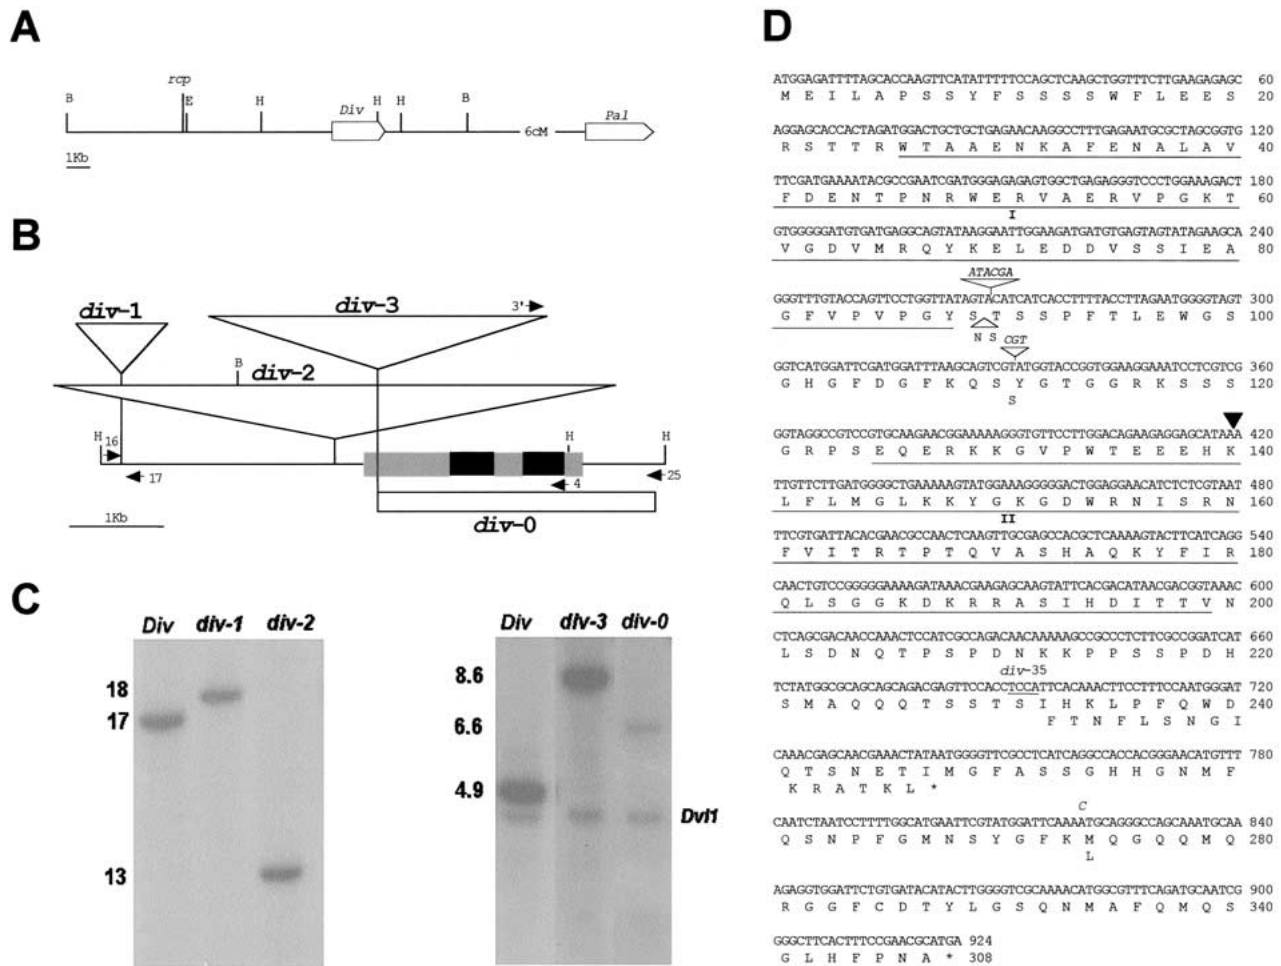 A
B rcp E H Div H H B 6cM Pal
1Kb
B
div-1
div-3
3'
B
div-2
H 16 H H
17 4 25
1Kb
div-0
C
Div div-1 div-2
18
17
13
Div div-3 div-0
8.6
6.6
4.9
Dvl1
D
ATGGAGATTTTAGCACCAAGTTCATATTTTTCCAGCTCAAGCTGGTTTCTTGAAGAGAGC 60
M E I L A P S S Y F S S S S W F L E E S 20
AGGAGCACCACTAGATGGACTGCTGCTGAGAACAAGGCCTTTGAGAATGCGCTAGCGGTG 120
R S T T R W T A A E N K A F E N A L A V 40
TTCGATGAAAATACGCCGAATCGATGGGAGAGAGTGGCTGAGAGGGTCCCTGGAAAGACT 180
F D E N T P N R W E R V A E R V P G K T 60
I
GTGGGGGATGTGATGAGGCAGTATAAGGAATTGGAAGATGATGTGAGTAGTATAGAAGCA 240
V G D V M R Q Y K E L E D D V S S I E A 80
ATACGA
GGGTTTGTACCAGTTCCTGGTTATAGTACATCATCACCTTTTACCTTAGAATGGGGTAGT 300
G F V P V P G Y S T S S P F T L E W G S 100
N S CGT
GGTCATGGATTCGATGGATTTAAGCAGTCGTATGGTACCGGTGGAAGGAAATCCTCGTCG 360
G H G F D G F K Q S Y G T G G R K S S S 120
S
GGTAGGCCGTCCGTGCAAGAACGGAAAAAGGGTGTTCCTTGGACAGAAGAGGAGCATAAA 420
G R P S E Q E R K K G V P W T E E E H K 140
TTGTTCTTGATGGGGCTGAAAAAGTATGGAAAGGGGGACTGGAGGAACATCTCTCGTAAT 480
L F L M G L K K Y G K G D W R N I S R N 160
II
TTCGTGATTACACGAACGCCAACTCAAGTTGCGAGCCACGCTCAAAAGTACTTCATCAGG 540
F V I T R T P T Q V A S H A Q K Y F I R 180
CAACTGTCCGGGGGAAAAGATAAACGAAGAGCAAGTATTCACGACATAACGACGGTAAAC 600
Q L S G G K D K R R A S I H D I T T V N 200
CTCAGCGACAACCAAACTCCATCGCCAGACAACAAAAAGCCGCCCTCTTCGCCGGATCAT 660
L S D N Q T P S P D N K K P P S S P D H 220
div-35
TCTATGGCGCAGCAGCAGACGAGTTCCACCTCCATTCACAAACTTCCTTTCCAATGGGAT 720
S M A Q Q Q T S S T S I H K L P F Q W D 240
F T N F L S N G I
CAAACGAGCAACGAAACTATAATGGGGTTCGCCTCATCAGGCCACCACGGGAACATGTTT 780
Q T S N E T I M G F A S S G H H G N M F
K R A T K L *
C
CAATCTAATCCTTTTGGCATGAATTCGTATGGATTCAAAATGCAGGGCCAGCAAATGCAA 840
Q S N P F G M N S Y G F K M Q G Q Q M Q 280
L
AGAGGTGGATTCTGTGATACATACTTGGGGTCGCAAAACATGGCGTTTCAGATGCAATCG 900
R G G F C D T Y L G S Q N M A F Q M Q S 340
GGGCTTCACTTTCCGAACGCATGA 924
G L H F P N A * 308